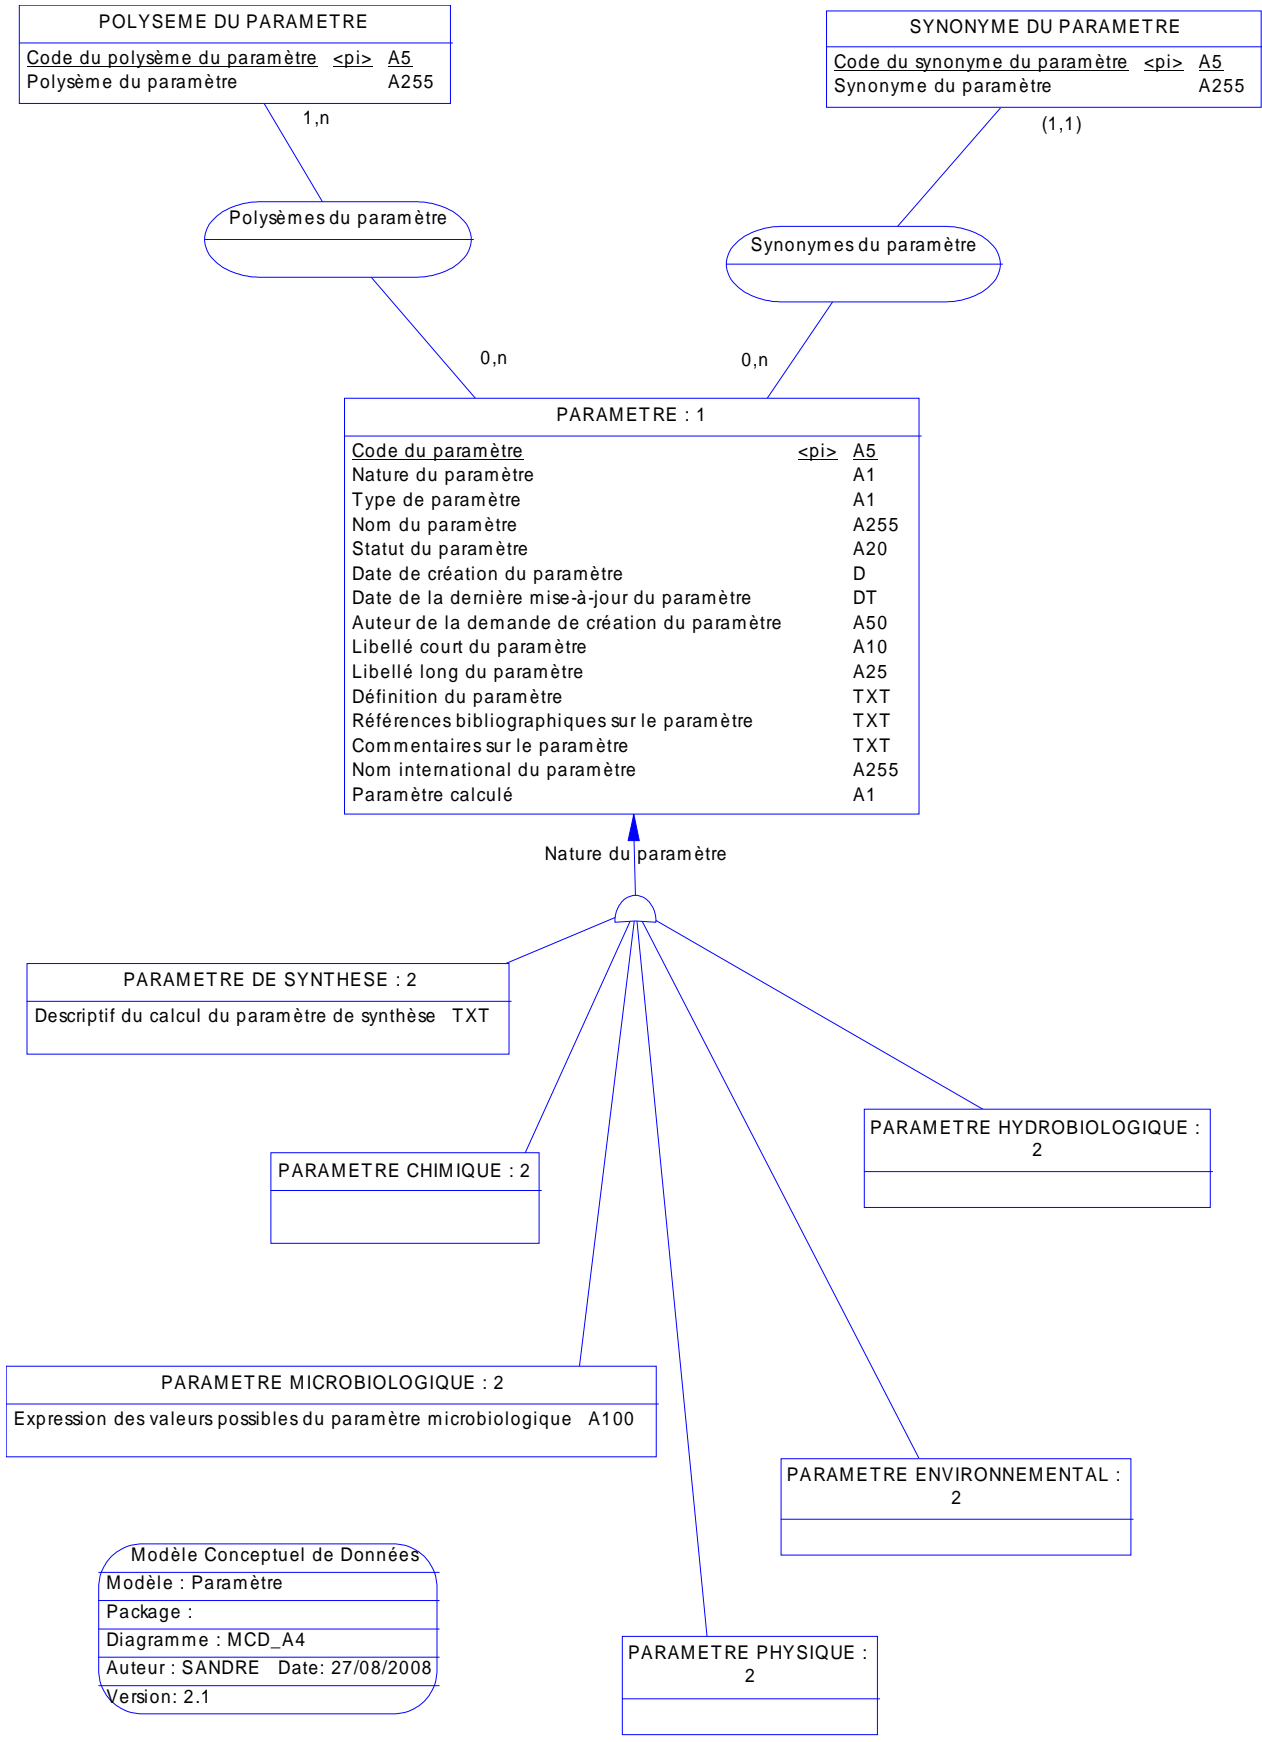 POLYSEME DU PARAMETRE
Code du polysème du paramètre <pi> A5
Polysème du paramètre A255
SYNONYME DU PARAMETRE
Code du synonyme du paramètre <pi> A5
Synonyme du paramètre A255
1,n
(1,1)
Polysèmes du paramètre
Synonymes du paramètre
0,n
0,n
PARAMETRE : 1
Code du paramètre <pi> A5
Nature du paramètre A1
Type de paramètre A1
Nom du paramètre A255
Statut du paramètre A20
Date de création du paramètre D
Date de la dernière mise-à-jour du paramètre DT
Auteur de la demande de création du paramètre A50
Libellé court du paramètre A10
Libellé long du paramètre A25
Définition du paramètre TXT
Références bibliographiques sur le paramètre TXT
Commentaires sur le paramètre TXT
Nom international du paramètre A255
Paramètre calculé A1
Nature du paramètre
PARAMETRE DE SYNTHESE : 2
Descriptif du calcul du paramètre de synthèse TXT
PARAMETRE HYDROBIOLOGIQUE :
2
PARAMETRE CHIMIQUE : 2
PARAMETRE MICROBIOLOGIQUE : 2
Expression des valeurs possibles du paramètre microbiologique A100
PARAMETRE ENVIRONNEMENTAL :
2
Modèle Conceptuel de Données
Modèle : Paramètre
Package :
Diagramme : MCD_A4
Auteur : SANDRE Date: 27/08/2008
Version: 2.1
PARAMETRE PHYSIQUE :
2